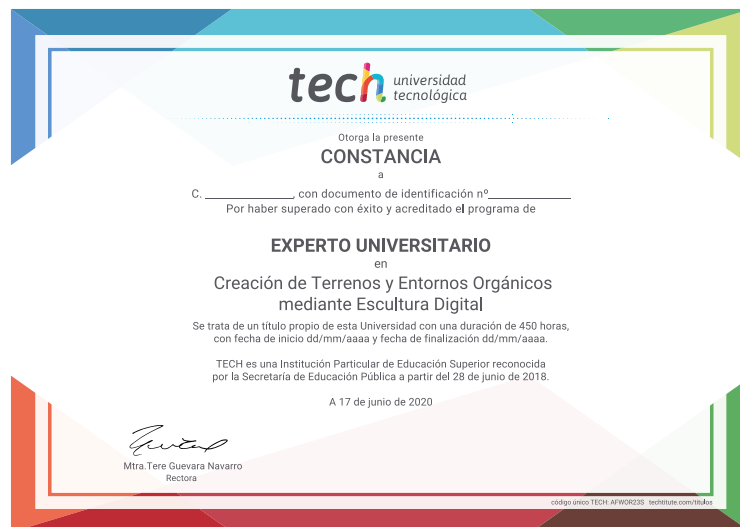 tech universidad
tecnológica
Otorga la presente
CONSTANCIA
a
C. ______________, con documento de identificación nº______________
Por haber superado con éxito y acreditado el programa de
EXPERTO UNIVERSITARIO
en
Creación de Terrenos y Entornos Orgánicos
mediante Escultura Digital
Se trata de un título propio de esta Universidad con una duración de 450 horas,
con fecha de inicio dd/mm/aaaa y fecha de finalización dd/mm/aaaa.
TECH es una Institución Particular de Educación Superior reconocida
por la Secretaría de Educación Pública a partir del 28 de junio de 2018.
A 17 de junio de 2020
Mtra.Tere Guevara Navarro
Rectora
código único TECH: AFWOR23S techtitute.com/títulos